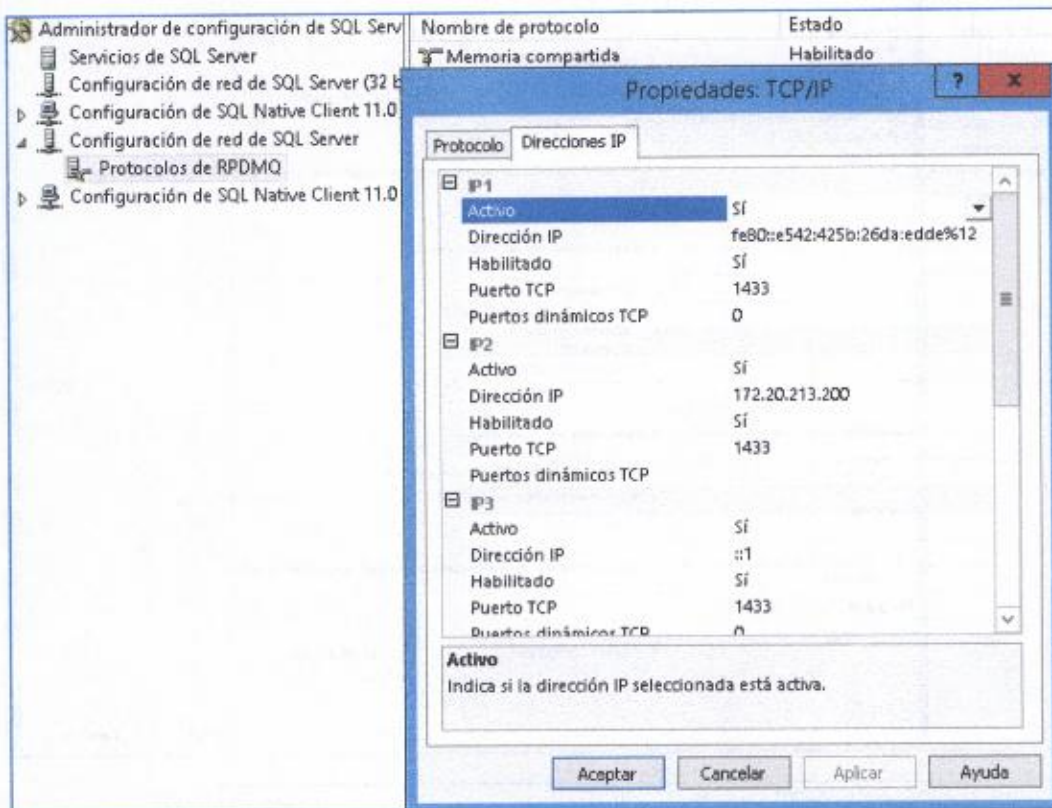 Administrador de configuración de SQL Serv
Servicios de SQL Server
Configuración de red de SQL Server (32 b
Configuración de SQL Native Client 11.0
Configuración de red de SQL Server
Protocolos de RPDMQ
Configuración de SQL Native Client 11.0
Nombre de protocolo Estado
Memoria compartida Habilitado
Propiedades: TCP/IP ? x
Protocolo Direcciones IP
IP1
Activo Sí
Dirección IP fe80::e542:425b:26da:edde%12
Habilitado Sí
Puerto TCP 1433
Puertos dinámicos TCP 0
IP2
Activo Sí
Dirección IP 172.20.213.200
Habilitado Sí
Puerto TCP 1433
Puertos dinámicos TCP
IP3
Activo Sí
Dirección IP ::1
Habilitado Sí
Puerto TCP 1433
Puertos dinámicos TCP 0
Activo
Indica si la dirección IP seleccionada está activa.
Aceptar Cancelar Aplicar Ayuda